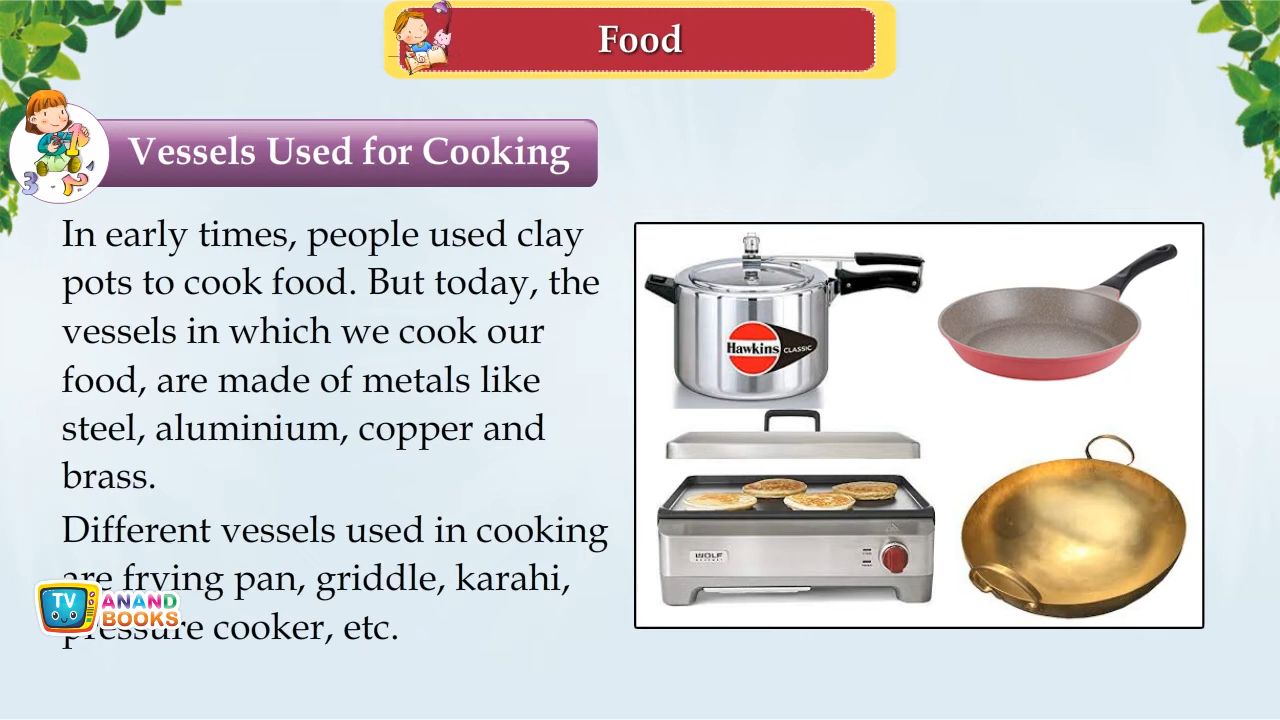 Food
Vessels Used for Cooking
In early times, people used clay
pots to cook food. But today, the
vessels in which we cook our
food, are made of metals like
steel, aluminium, copper and
brass.
Different vessels used in cooking
are frying pan, griddle, karahi,
pressure cooker, etc.
Hawkins CLASSIC
WOLF
TV ANAND
BOOKS